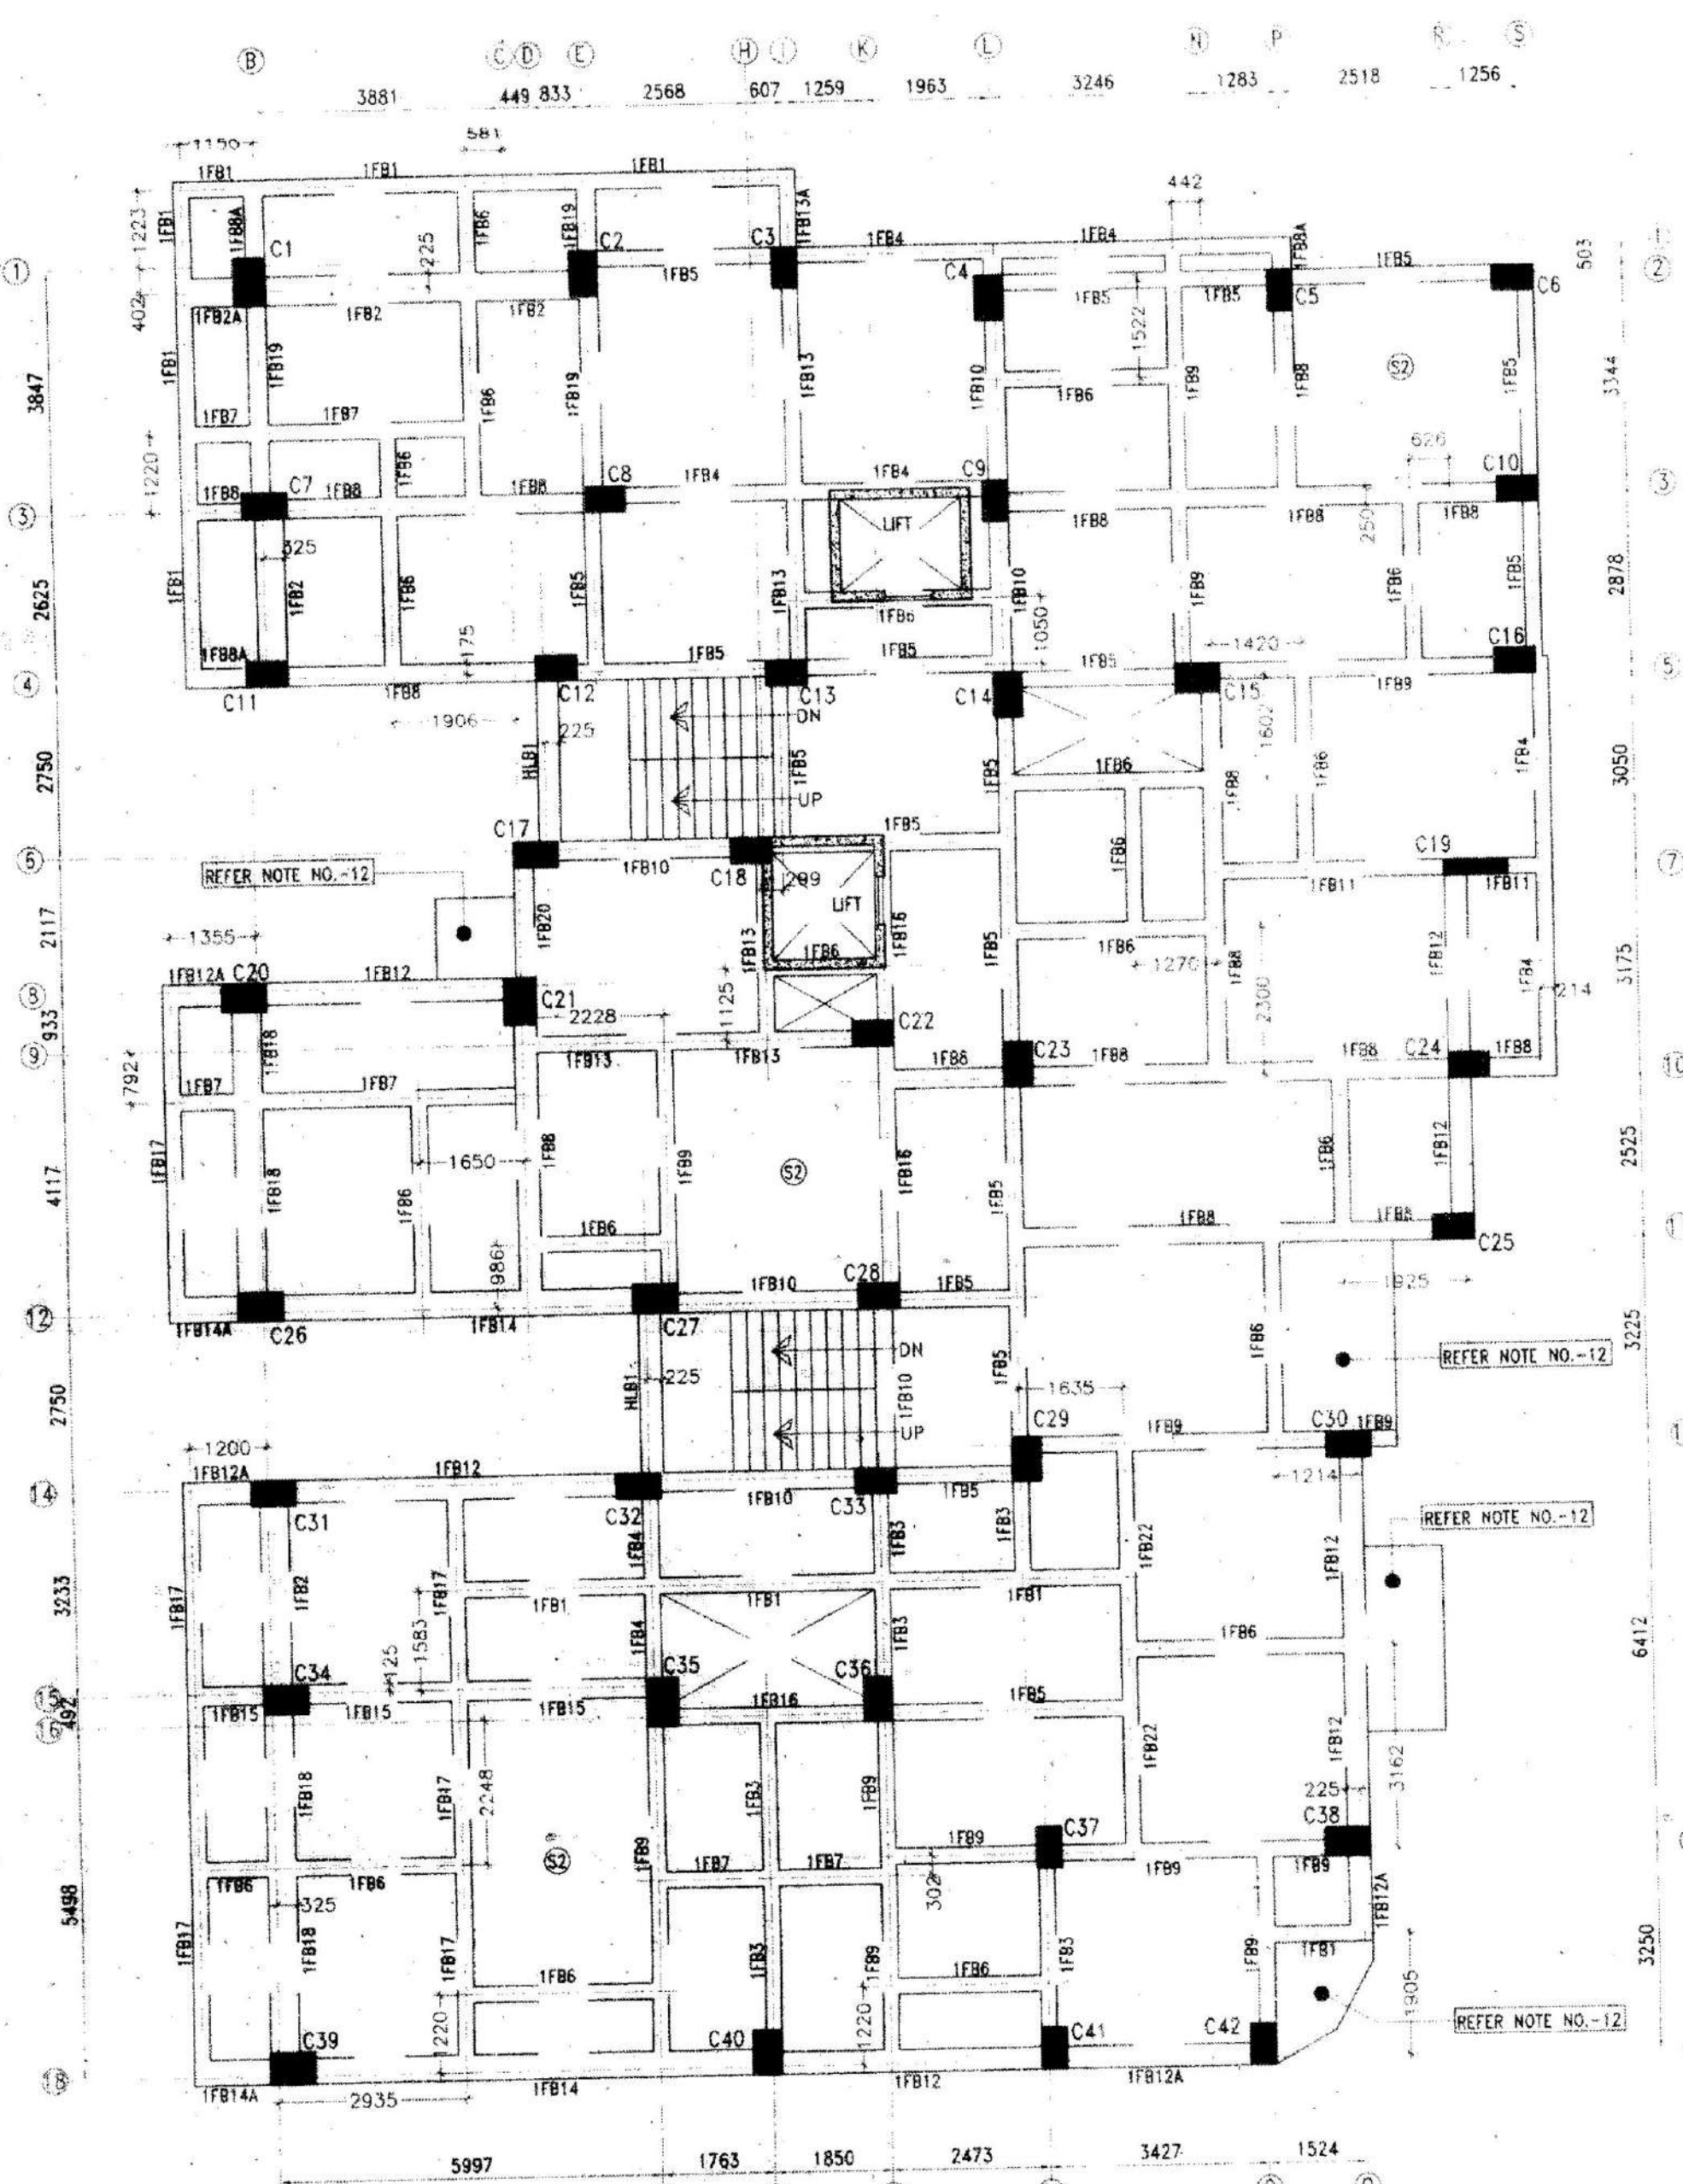 B C D E H I K L N P R S
3881 449 833 2568 607 1259 1963 3246 1283 2518 1256
581
1150
1FB1 1FB1 1FB1
442
1FB1 1223 1FB8A 1FB6 1FB19 1FB13A
C1 225 C2 C3 1FB4 1FB4 1FB8A
1 1FB5 C4 1FB5 503 2
402 1FB5 1FB5 C5 C6
1FB2A 1FB2 1FB2 1522
1FB1 1FB19 1FB6 1FB19 1FB13 1FB10 1FB9 1FB8 S2 1FB5
3847 3344
1FB6
1FB7 1FB7
1220 1FB6 626
C7 C8 1FB4 1FB4 C9 C10
1FB8 1FB8 1FB8 3
3 LIFT 1FB8 1FB8 250 1FB8
325
1FB1 1FB2 1FB6 1FB5 1FB13 1FB10 1FB9 1FB6 1FB5
2625 2878
1FB6 1050
175 1420 C16
1FB8A 1FB5 1FB5 1FB5 5
4 C11 1FB8 C12 C13 C14 C15 1FB9
1906 225 DN 1602
HLB1 1FB5 1FB5 1FB6 1FB8 1FB6 1FB4
2750 3050
UP
C17 1FB5
6 1FB10 C18 1FB6 C19 7
REFER NOTE NO.-12 LIFT 1FB11 1FB11
2117
1355 1FB20 1FB13 1FB6 1FB16 1FB5 1FB6 1FB8 1FB12 1FB4
1FB12A C20 1FB12 1270 3175
8 C21 2228 1125 2300 214
933 C22
9 1FB18 1FB13 1FB13 1FB8 C23 1FB8 1FB8 C24 1FB8 10
792 1FB7 1FB7
1FB17 1FB18 1FB6 1650 1FB8 1FB9 S2 1FB16 1FB5 1FB6 1FB12
4117 2525
1FB6 1FB8 1FB8
986 C25
1FB10 C28 1FB5 1925
12 1FB14A C26 1FB14 C27
3225
DN 1FB6 REFER NOTE NO.-12
HLB1 225 1FB10 1FB5 1635
2750
UP C29 1FB9 C30 1FB9
1200
1FB12A 1FB12 1214
14 C31 C32 1FB10 C33 1FB5
REFER NOTE NO.-12
1FB4 1FB3 1FB3 1FB22 1FB12
1FB17 1FB2 1FB17 1FB1 1FB1 1FB1
3233
1583 1FB4 1FB3 1FB6 6412
C34 125 C35 C36
15 1FB15 1FB15 1FB15 1FB16 1FB5
492
1FB22 1FB12
1FB18 1FB17 2248 1FB3 1FB9 225 3162
C37 C38
S2 1FB9 1FB9 1FB9 1FB9
1FB7 1FB7
1FB6 1FB6 302
325 1FB12A
5498
1FB17 1FB18 1FB17 1FB3 1FB9 1FB3 1FB9 1FB1
1FB6 1FB6 3250
1220 1220 1905
C39 C40 C41 C42 REFER NOTE NO.-12
18 1FB14A 1FB14 1FB12 1FB12A
2935
5997 1763 1850 2473 3427 1524